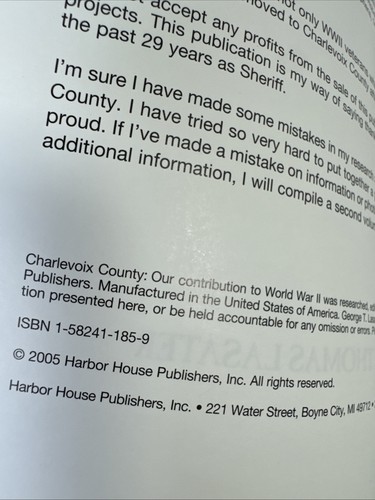 not only WWII veterans
moved to Charlevoix County
accept any profits from the sale of this
projects. This publication is my way of saying
the past 29 years as Sheriff.
I'm sure I have made some mistakes in my research
County. I have tried so very hard to put together a
proud. If I've made a mistake on information or
additional information, I will compile a second
Charlevoix County: Our contribution to World War II was researched,
Publishers. Manufactured in the United States of America. George T.
tion presented here, or be held accountable for any omission or errors.
ISBN 1-58241-185-9
© 2005 Harbor House Publishers, Inc. All rights reserved.
Harbor House Publishers, Inc. • 221 Water Street, Boyne City, MI 49712 •